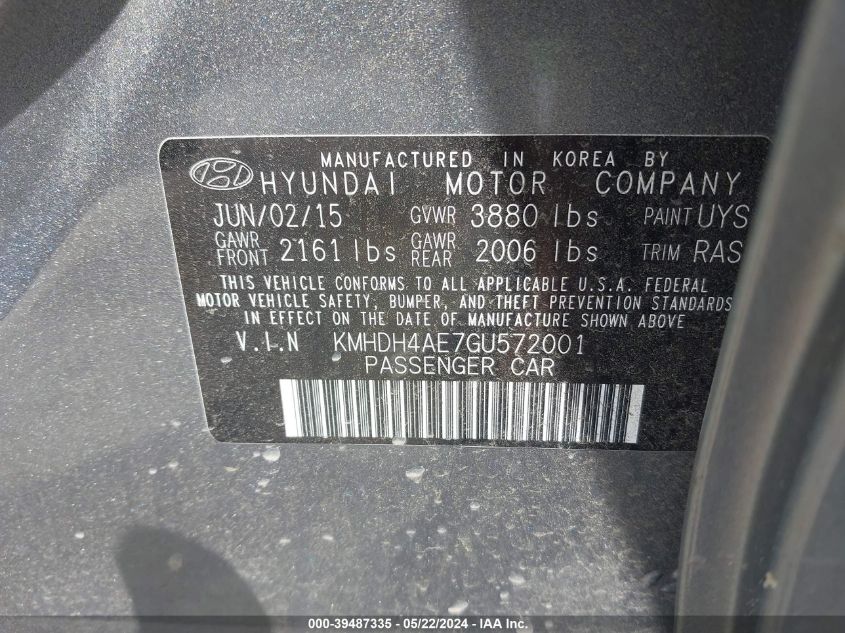 MANUFACTURED IN KOREA BY
HYUNDAI MOTOR COMPANY
JUN/02/15 GVWR 3880 lbs PAINT UYS
GAWR FRONT 2161 lbs GAWR REAR 2006 lbs TRIM RAS
THIS VEHICLE CONFORMS TO ALL APPLICABLE U.S.A. FEDERAL
MOTOR VEHICLE SAFETY, BUMPER, AND THEFT PREVENTION STANDARDS
IN EFFECT ON THE DATE OF MANUFACTURE SHOWN ABOVE
V.I.N KMHDH4AE7GU572001
PASSENGER CAR
000-39487335 - 05/22/2024 - IAA Inc.